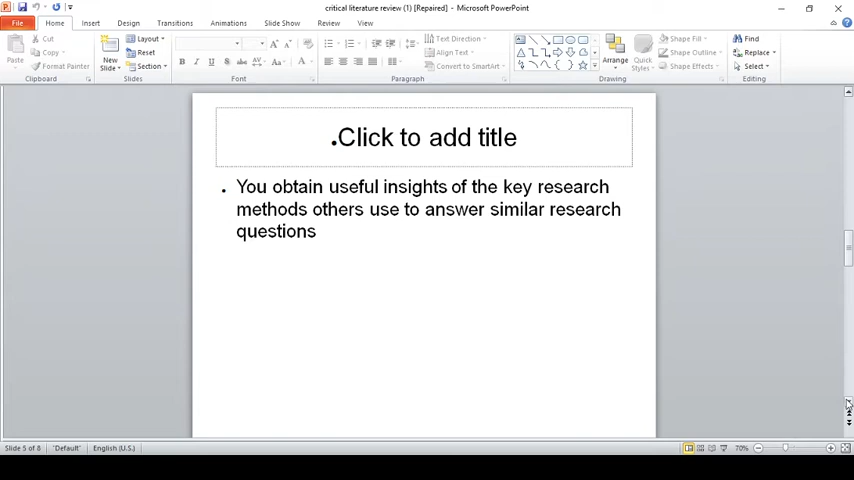 critical literature review (1) [Repaired] - Microsoft PowerPoint
File Home Insert Design Transitions Animations Slide Show Review View
Cut
Copy
Format Painter
Paste
Clipboard
New
Slide
Layout
Reset
Section
Slides
B I U S abc AV Aa A
Font
Text Direction
Align Text
Convert to SmartArt
Paragraph
Arrange
Quick
Styles
Shape Fill
Shape Outline
Shape Effects
Drawing
Find
Replace
Select
Editing
•Click to add title
• You obtain useful insights of the key research
methods others use to answer similar research
questions
Slide 5 of 8 "Default" English (U.S.) 70%